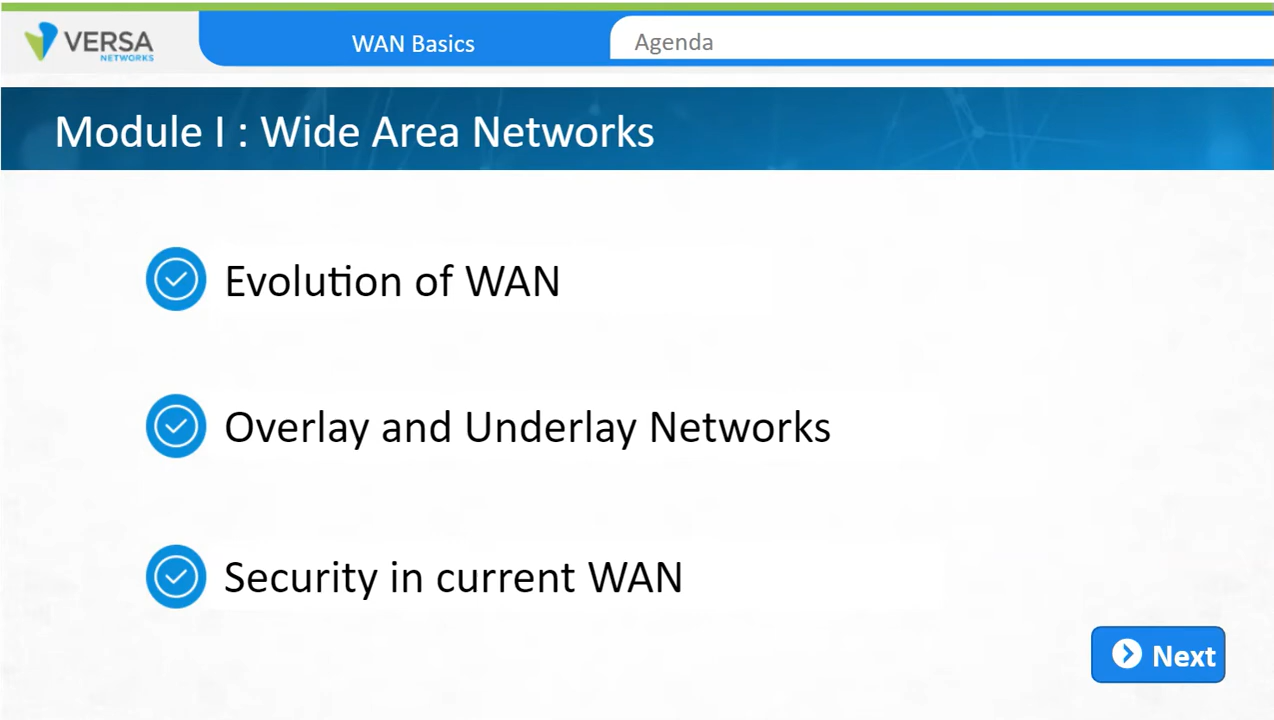 VERSA
NETWORKS
WAN Basics
Agenda
Module I : Wide Area Networks
Evolution of WAN
Overlay and Underlay Networks
Security in current WAN
Next